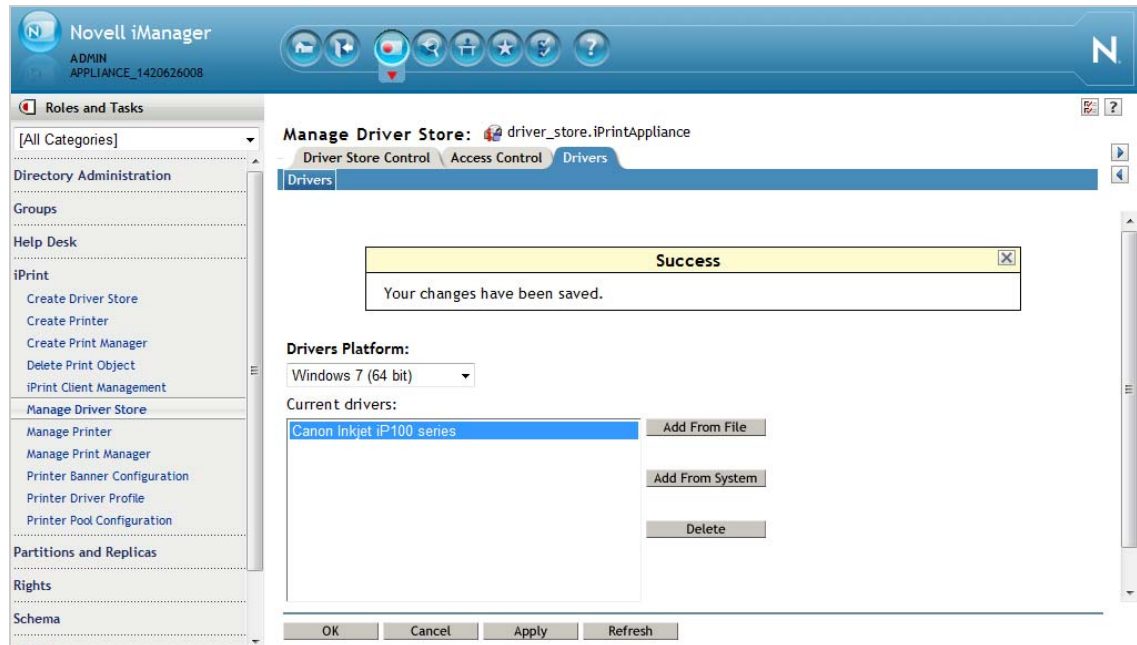 Novell iManager
ADMIN
APPLIANCE_1420626008
N
N
?
Roles and Tasks
[All Categories]
Directory Administration
Groups
Help Desk
iPrint
Create Driver Store
Create Printer
Create Print Manager
Delete Print Object
iPrint Client Management
Manage Driver Store
Manage Printer
Manage Print Manager
Printer Banner Configuration
Printer Driver Profile
Printer Pool Configuration
Partitions and Replicas
Rights
Schema
?
Manage Driver Store: driver_store.iPrintAppliance
Driver Store Control Access Control Drivers
Drivers
Success
Your changes have been saved.
Drivers Platform:
Windows 7 (64 bit)
Current drivers:
Canon Inkjet iP100 series
Add From File
Add From System
Delete
OK Cancel Apply Refresh